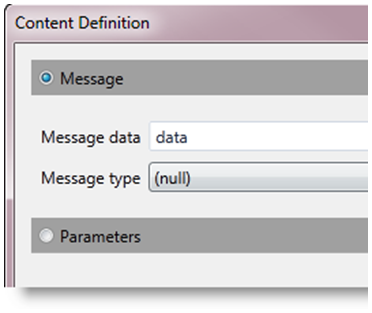 Content Definition
Message
Message data data
Message type (null)
Parameters